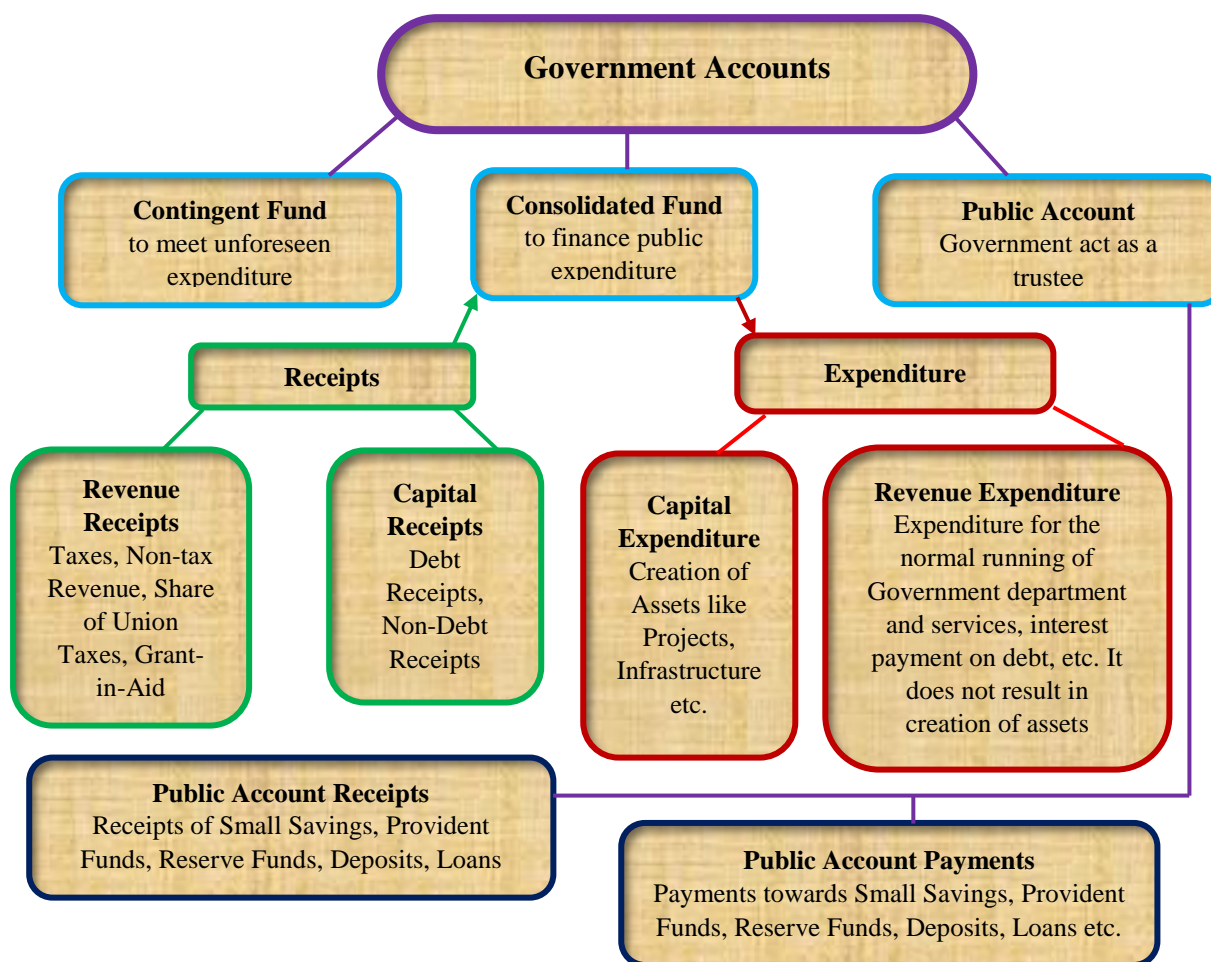 Government Accounts
Contingent Fund
to meet unforeseen
expenditure
Consolidated Fund
to finance public
expenditure
Public Account
Government act as a
trustee
Receipts
Expenditure
Revenue
Receipts
Taxes, Non-tax
Revenue, Share
of Union
Taxes, Grant-
in-Aid
Capital
Receipts
Debt
Receipts,
Non-Debt
Receipts
Capital
Expenditure
Creation of
Assets like
Projects,
Infrastructure
etc.
Revenue Expenditure
Expenditure for the
normal running of
Government department
and services, interest
payment on debt, etc. It
does not result in
creation of assets
Public Account Receipts
Receipts of Small Savings, Provident
Funds, Reserve Funds, Deposits, Loans
Public Account Payments
Payments towards Small Savings, Provident
Funds, Reserve Funds, Deposits, Loans etc.